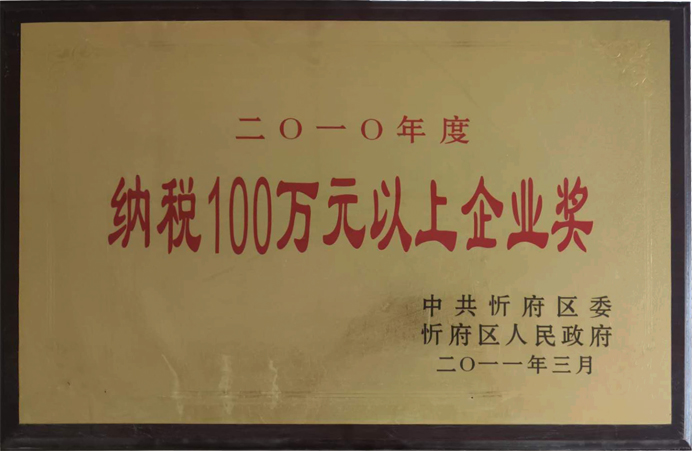 二〇一〇年度
纳税100万元以上企业奖
中共忻府区委
忻府区人民政府
二〇一一年三月